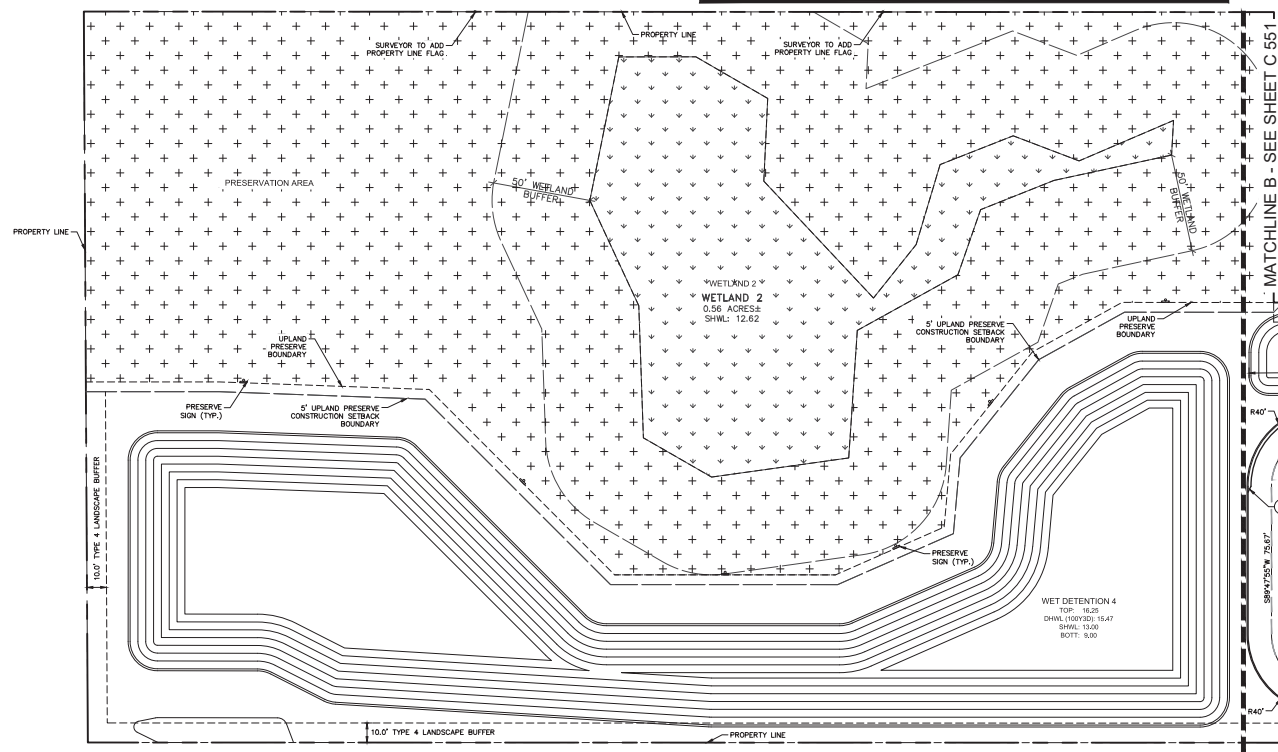 PROPERTY LINE
SURVEYOR TO ADD
PROPERTY LINE FLAG
SURVEYOR TO ADD
PROPERTY LINE FLAG
MATCHLINE B - SEE SHEET C 551
PRESERVATION AREA
50' WETLAND
BUFFER
50' WETLAND
BUFFER
PROPERTY LINE
WETLAND 2
WETLAND 2
0.56 ACRES±
SHWL: 12.62
UPLAND
PRESERVE
BOUNDARY
5' UPLAND PRESERVE
CONSTRUCTION SETBACK
BOUNDARY
UPLAND
PRESERVE
BOUNDARY
PRESERVE
SIGN (TYP.)
5' UPLAND PRESERVE
CONSTRUCTION SETBACK
BOUNDARY
R40'
10.0' TYPE 4 LANDSCAPE BUFFER
PRESERVE
SIGN (TYP.)
S89°47'55"W 75.67'
WET DETENTION 4
TOP: 16.25
DHWL (100Y3D): 15.47
SHWL: 13.00
BOTT: 9.00
R40'
10.0' TYPE 4 LANDSCAPE BUFFER
PROPERTY LINE